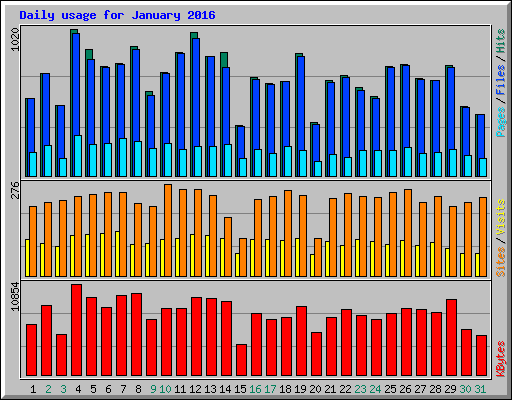 Daily usage for January 2016
1020
Pages / Files / Hits
276
Sites / Visits
10854
KBytes
1 2 3 4 5 6 7 8 9 10 11 12 13 14 15 16 17 18 19 20 21 22 23 24 25 26 27 28 29 30 31